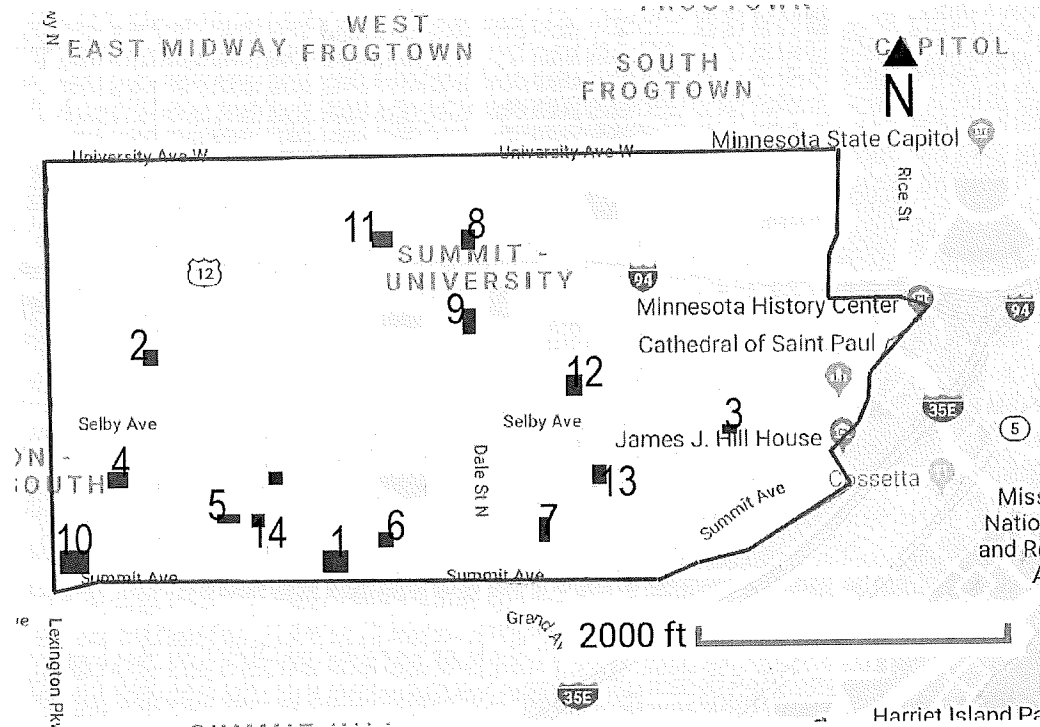 WEST
EAST MIDWAY FROGTOWN
CAPITOL
SOUTH
FROGTOWN
N
Minnesota State Capitol
University Ave W
University Ave W
Rice St
11
8
SUMMIT -
UNIVERSITY
12
94
Minnesota History Center
94
9
2
Cathedral of Saint Paul
12
35E
3
Selby Ave
Selby Ave
James J. Hill House
5
4
Dale St N
13
Cossetta
5
14
7
Summit Ave
10
1
6
Summit Ave
Summit Ave
Lexington Pkwy
2000 ft
35E
Harriet Island Pa